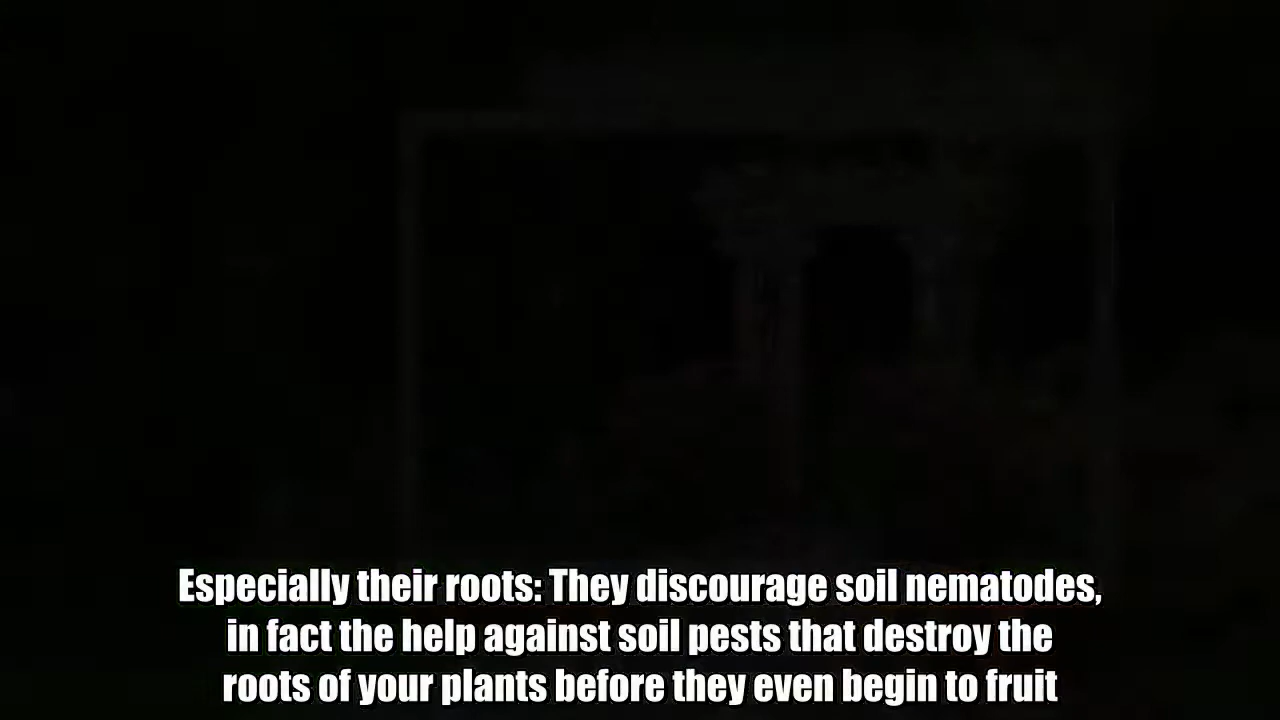 Especially their roots: They discourage soil nematodes,
in fact the help against soil pests that destroy the
roots of your plants before they even begin to fruit